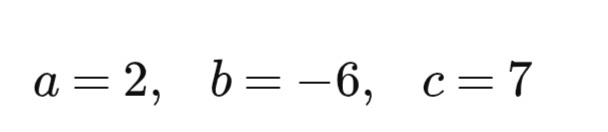 a = 2, b = −6, c = 7